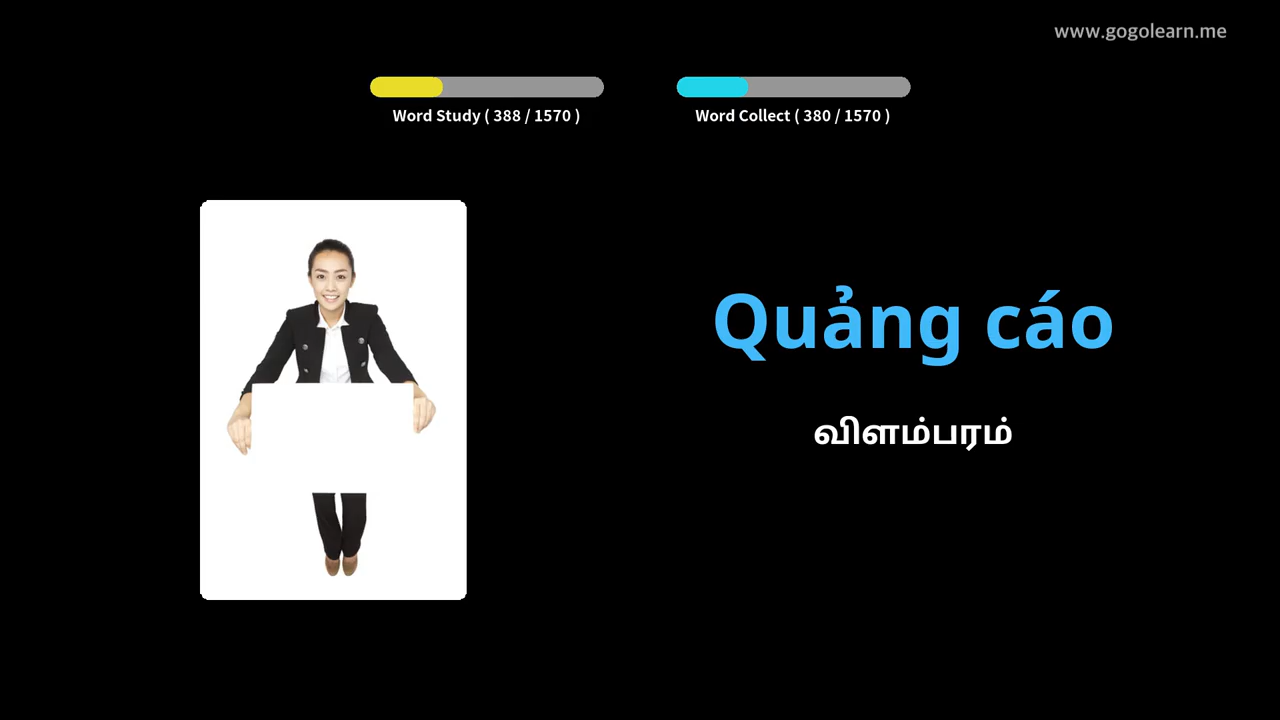 www.gogolearn.me
Word Study ( 388 / 1570 )
Word Collect ( 380 / 1570 )
Quảng cáo
விளம்பரம்